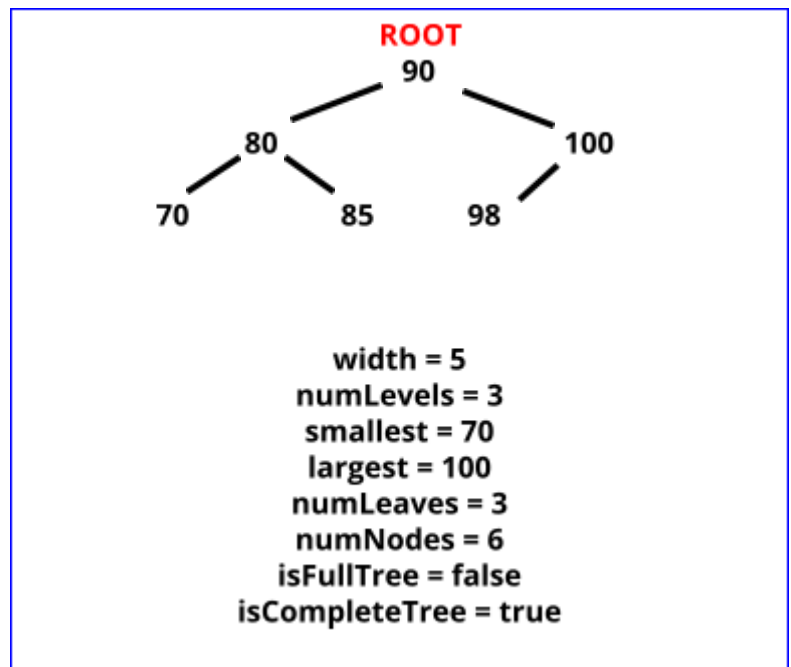 ROOT
90
80 100
70 85 98
width = 5
numLevels = 3
smallest = 70
largest = 100
numLeaves = 3
numNodes = 6
isFullTree = false
isCompleteTree = true